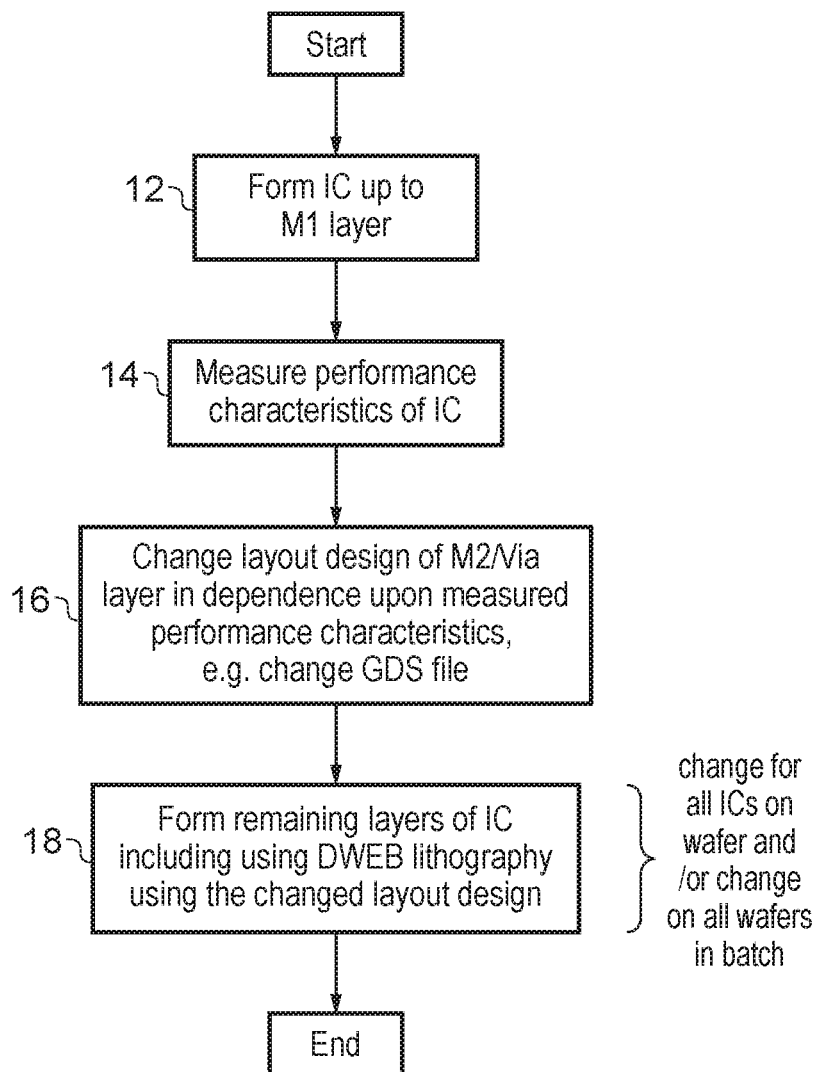 Start
12
Form IC up to
M1 layer
14
Measure performance
characteristics of IC
16
Change layout design of M2/Via
layer in dependence upon measured
performance characteristics,
e.g. change GDS file
18
Form remaining layers of IC
including using DWEB lithography
using the changed layout design
change for
all ICs on
wafer and
/or change
on all wafers
in batch
End